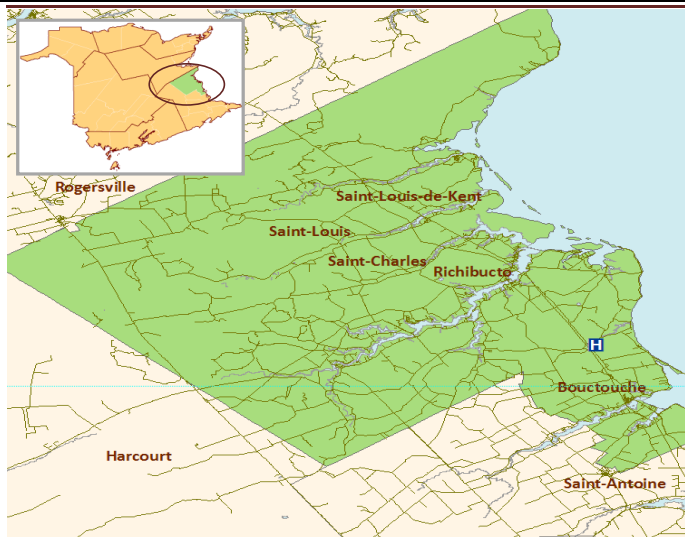 Rogersville
Saint-Louis-de-Kent
Saint-Louis
Saint-Charles
Richibucto
H
Bouctouche
Harcourt
Saint-Antoine